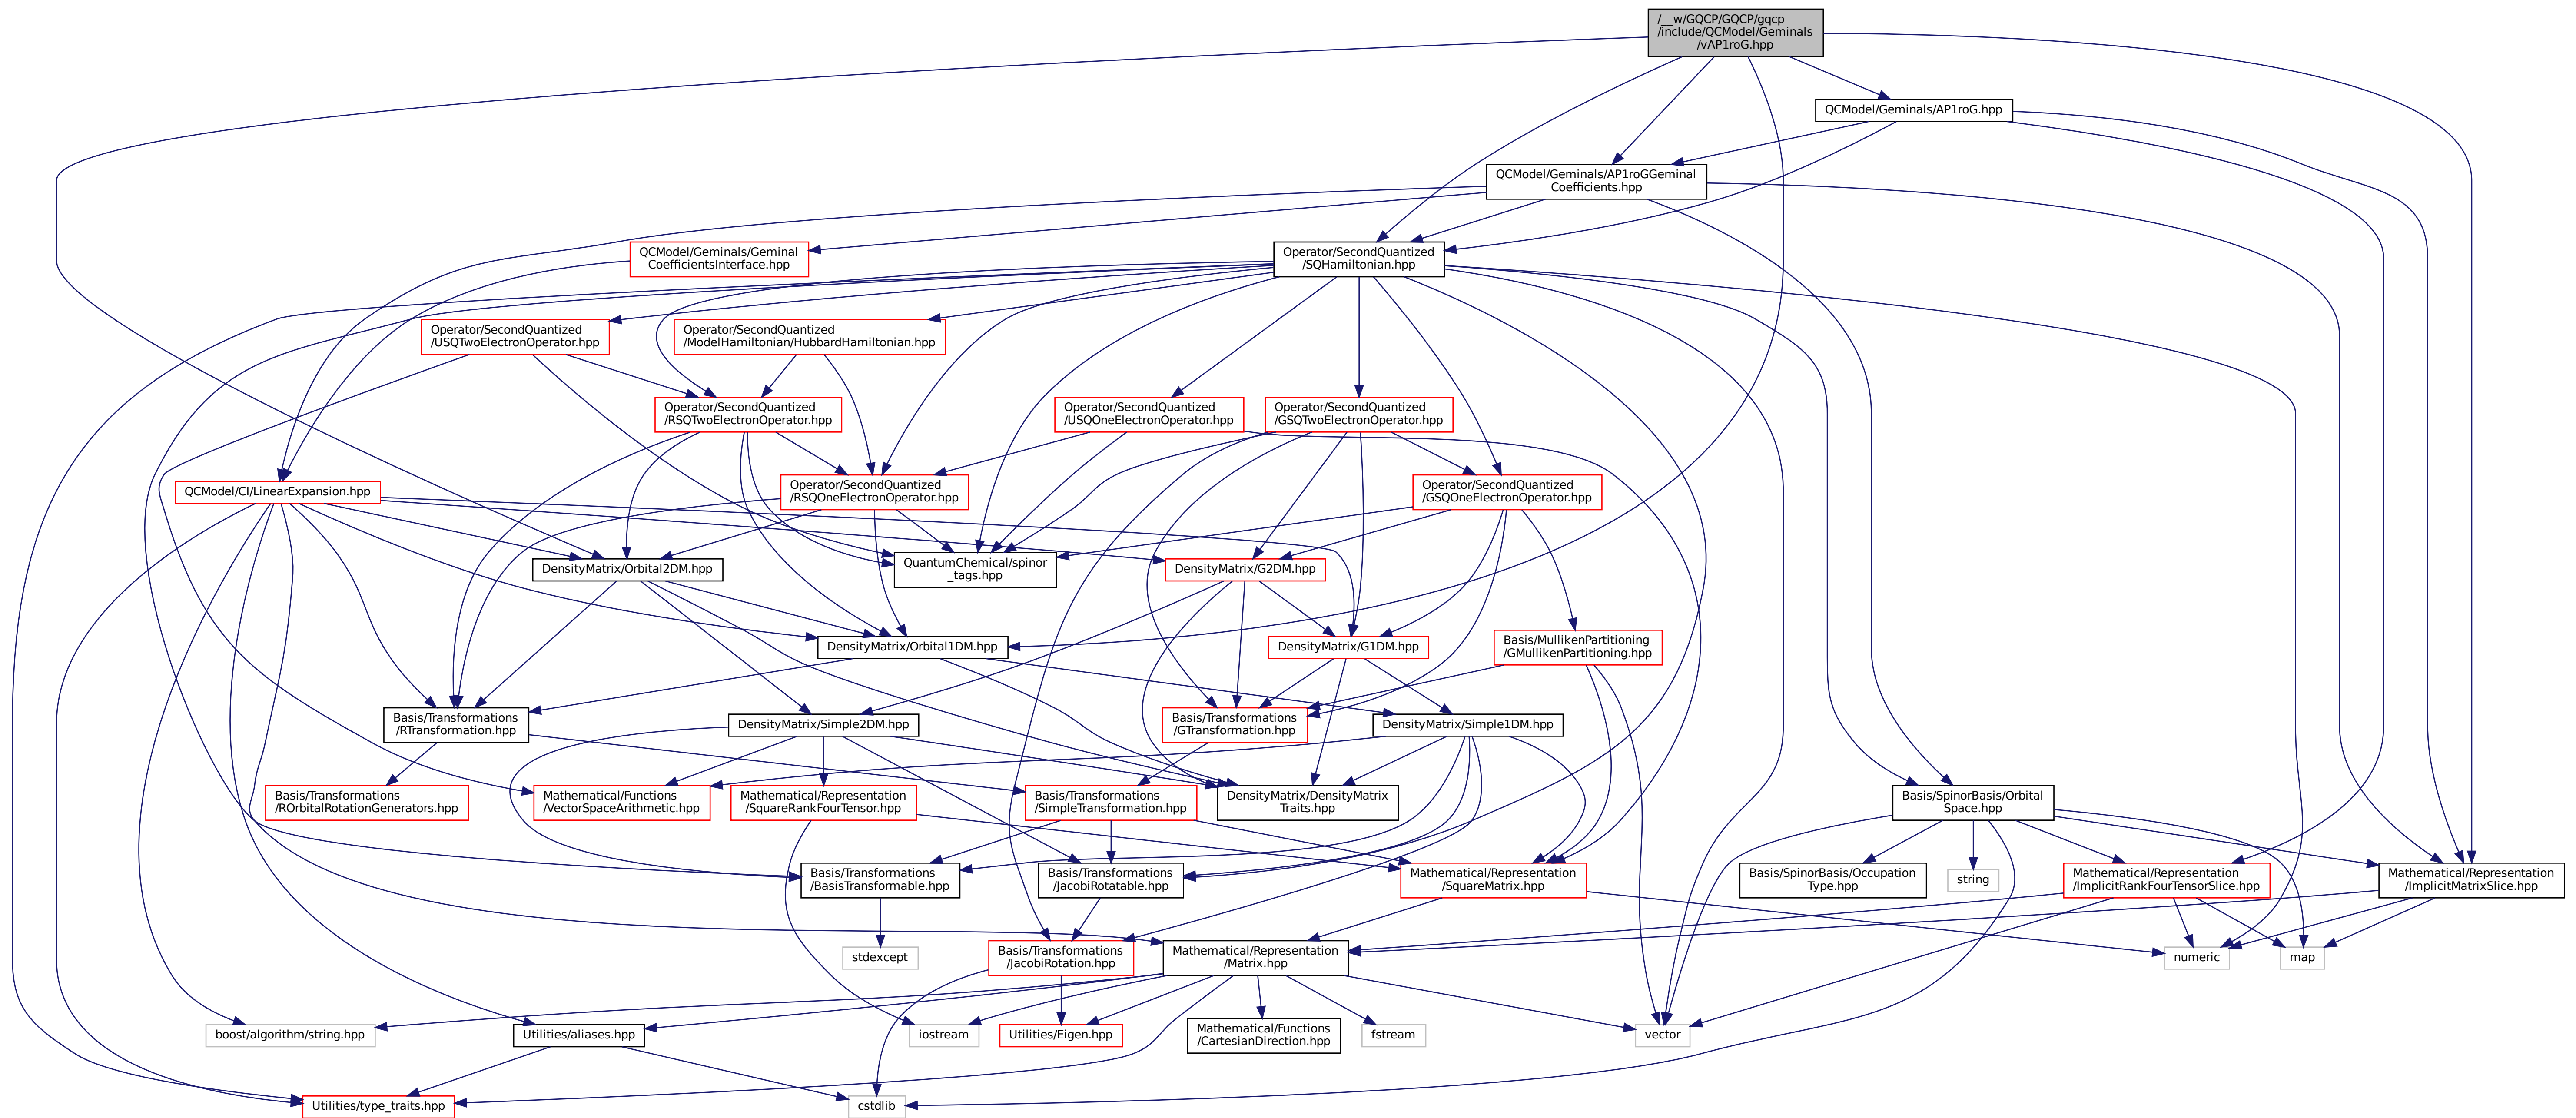 /__w/GQCP/GQCP/gqcp
/include/QCModel/Geminals
/vAP1roG.hpp
QCModel/Geminals/AP1roG.hpp
QCModel/Geminals/AP1roGGeminal
Coefficients.hpp
QCModel/Geminals/Geminal
CoefficientsInterface.hpp
Operator/SecondQuantized
/SQHamiltonian.hpp
Operator/SecondQuantized
/USQTwoElectronOperator.hpp
Operator/SecondQuantized
/ModelHamiltonian/HubbardHamiltonian.hpp
Operator/SecondQuantized
/RSQTwoElectronOperator.hpp
Operator/SecondQuantized
/USQOneElectronOperator.hpp
Operator/SecondQuantized
/GSQTwoElectronOperator.hpp
QCModel/CI/LinearExpansion.hpp
Operator/SecondQuantized
/RSQOneElectronOperator.hpp
Operator/SecondQuantized
/GSQOneElectronOperator.hpp
DensityMatrix/Orbital2DM.hpp
QuantumChemical/spinor
_tags.hpp
DensityMatrix/G2DM.hpp
DensityMatrix/Orbital1DM.hpp
DensityMatrix/G1DM.hpp
Basis/MullikenPartitioning
/GMullikenPartitioning.hpp
Basis/Transformations
/RTransformation.hpp
DensityMatrix/Simple2DM.hpp
Basis/Transformations
/GTransformation.hpp
DensityMatrix/Simple1DM.hpp
Basis/Transformations
/ROrbitalRotationGenerators.hpp
Mathematical/Functions
/VectorSpaceArithmetic.hpp
Mathematical/Representation
/SquareRankFourTensor.hpp
Basis/Transformations
/SimpleTransformation.hpp
DensityMatrix/DensityMatrix
Traits.hpp
Basis/SpinorBasis/Orbital
Space.hpp
Basis/Transformations
/BasisTransformable.hpp
Basis/Transformations
/JacobiRotatable.hpp
Mathematical/Representation
/SquareMatrix.hpp
Basis/SpinorBasis/Occupation
Type.hpp
string
Mathematical/Representation
/ImplicitRankFourTensorSlice.hpp
Mathematical/Representation
/ImplicitMatrixSlice.hpp
stdexcept
Basis/Transformations
/JacobiRotation.hpp
Mathematical/Representation
/Matrix.hpp
numeric
map
boost/algorithm/string.hpp
Utilities/aliases.hpp
iostream
Utilities/Eigen.hpp
Mathematical/Functions
/CartesianDirection.hpp
fstream
vector
Utilities/type_traits.hpp
cstdlib